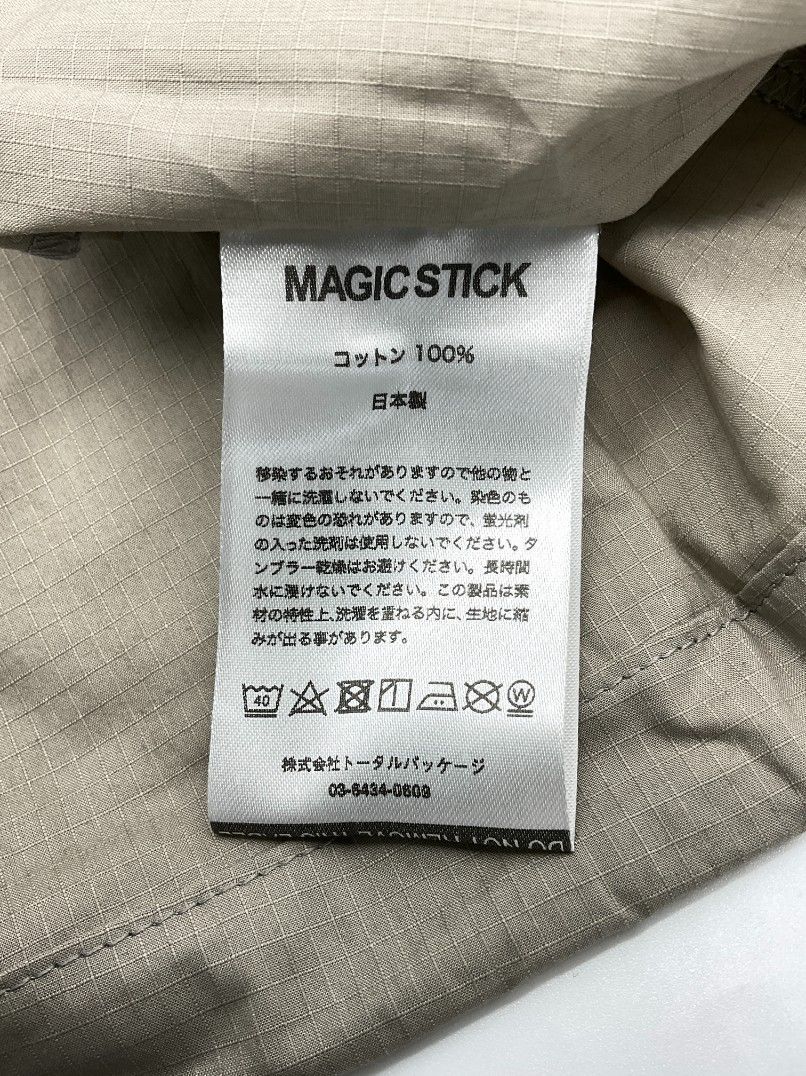 MAGIC STICK
コットン 100%
日本製
移染するおそれがありますので他の物と
一緒に洗濯しないでください。染色のも
のは変色の恐れがありますので、蛍光剤
の入った洗剤は使用しないでください。タ
ンブラー乾燥はお避けください。長時間
水に浸けないでください。この製品は素
材の特性上、洗濯を重ねる内に、生地に縮
みが出る事があります。
40 W
株式会社トータルパッケージ
03-6434-0609
DO NOT REMOVE THIS